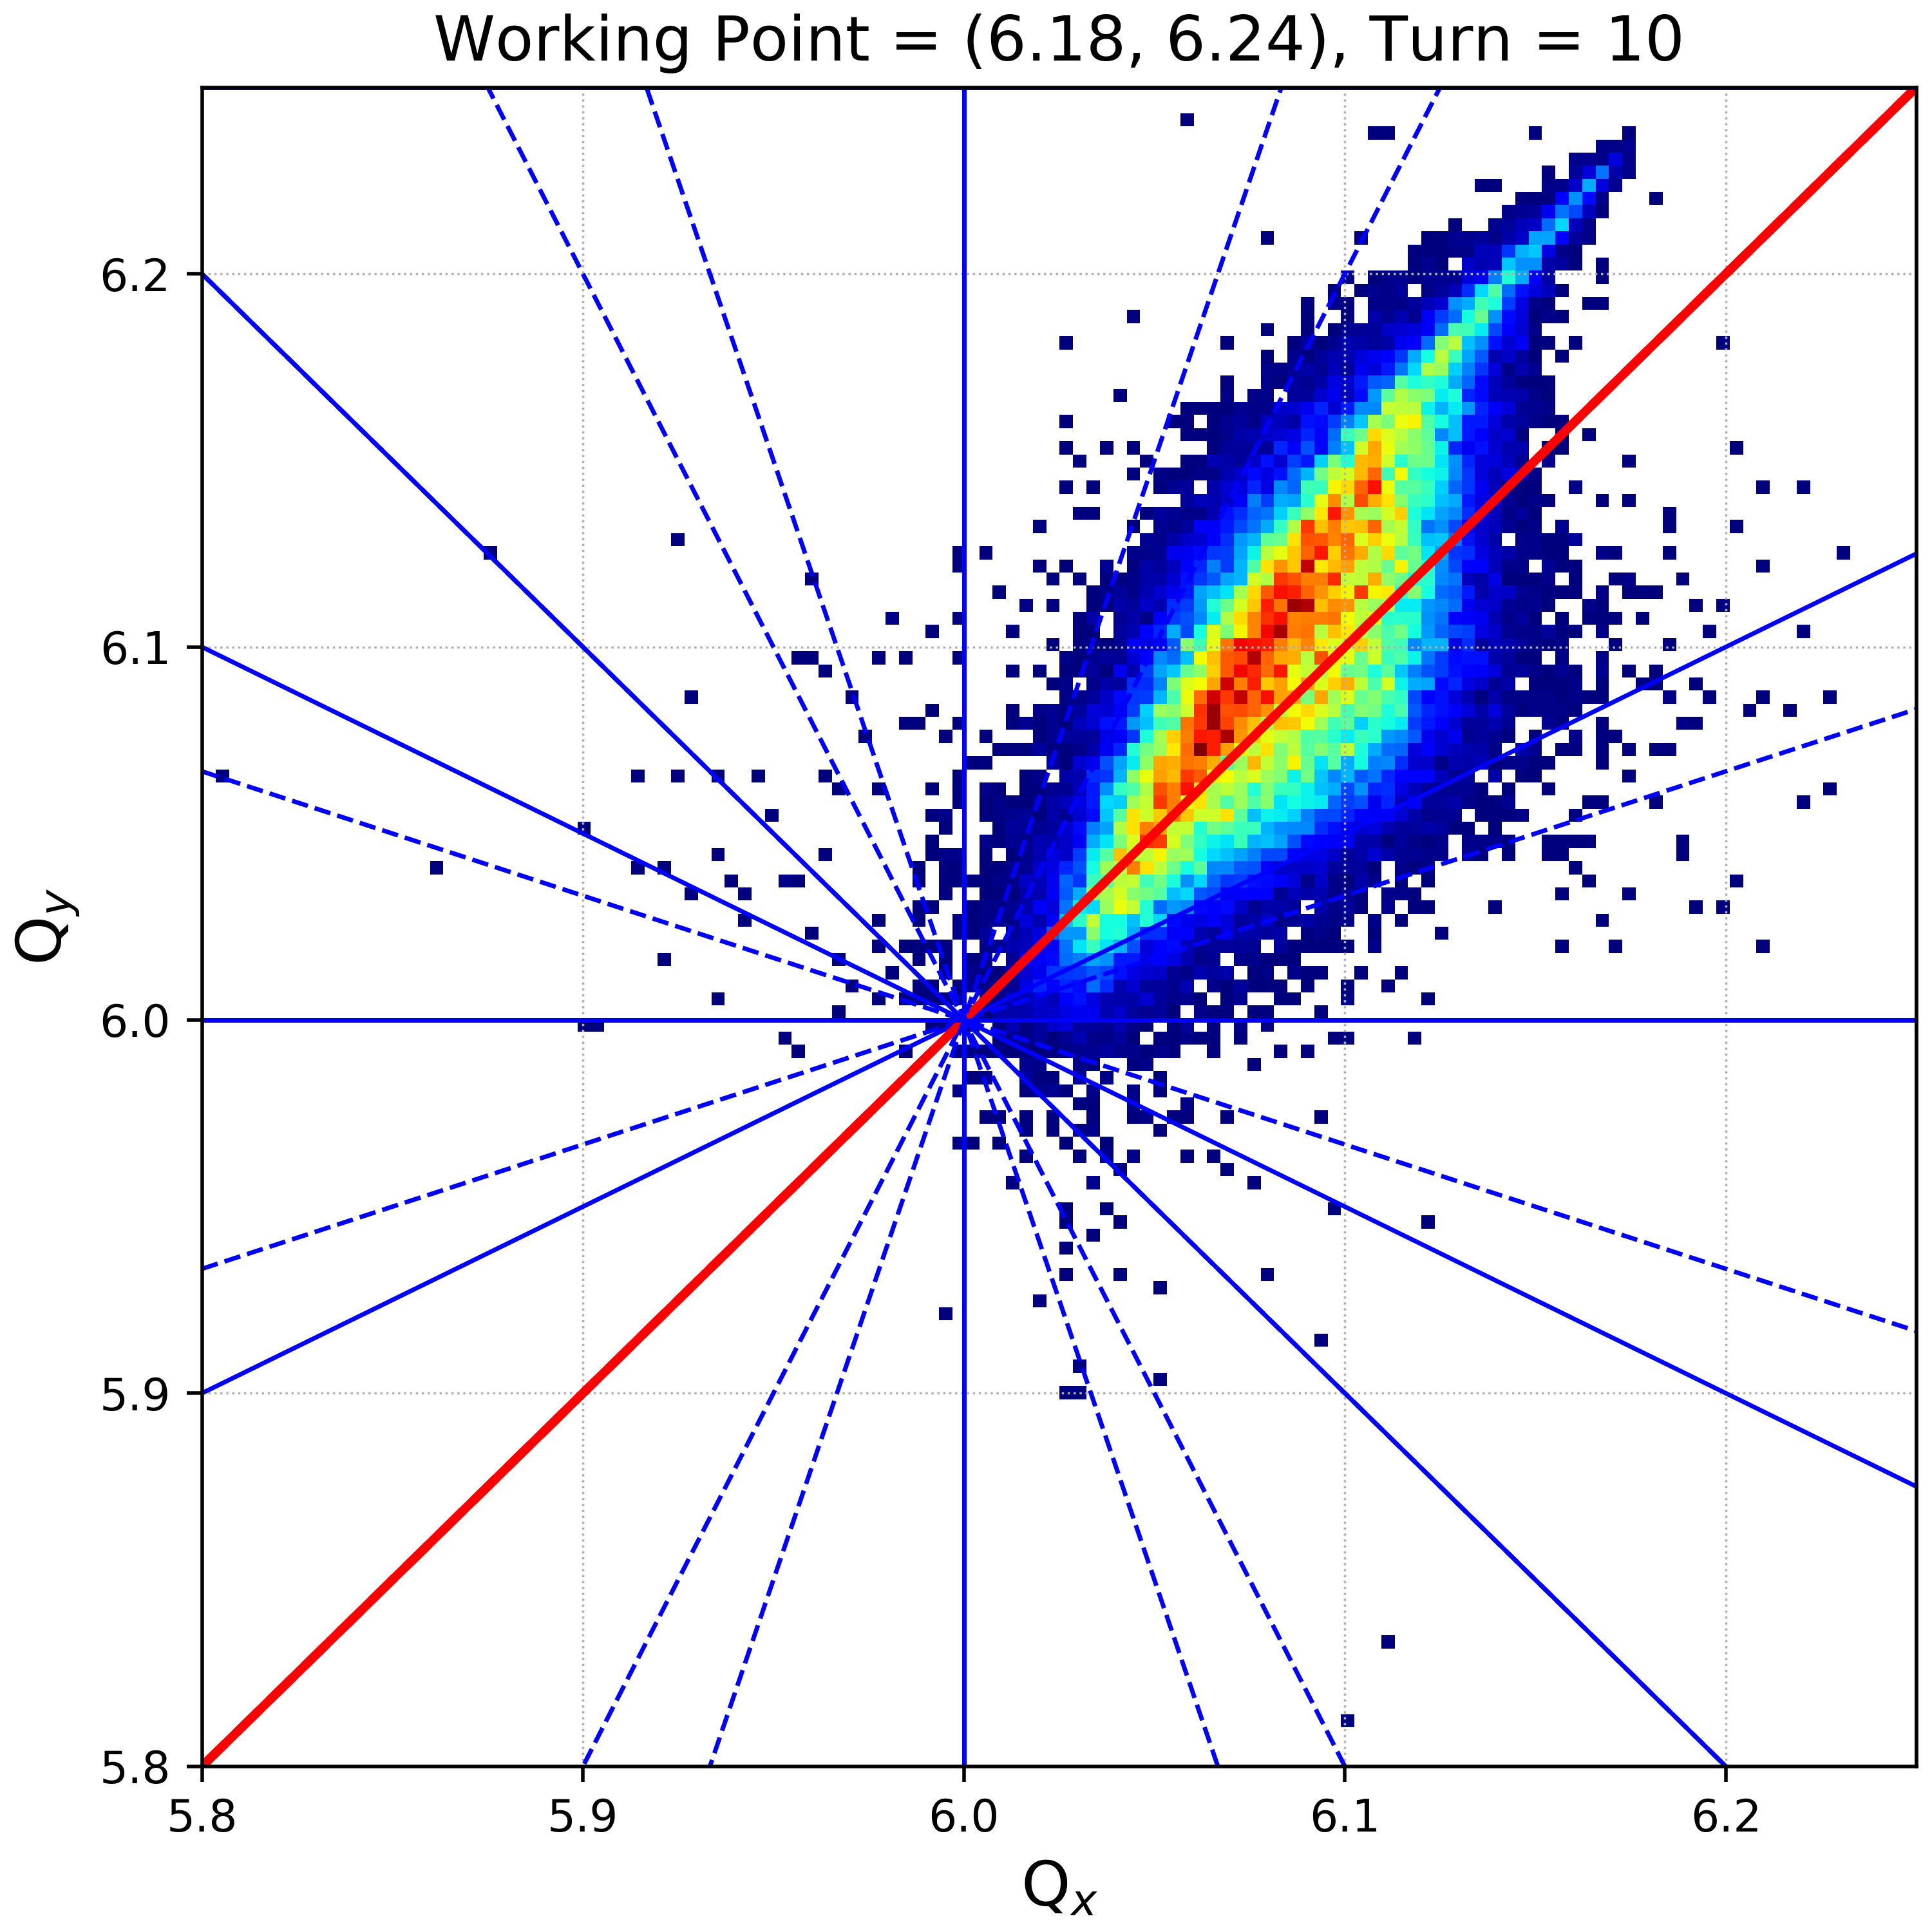 Working Point = (6.18, 6.24), Turn = 10
6.2
6.1
6.0
5.9
5.8
Qy
5.8 5.9 6.0 6.1 6.2
Qx